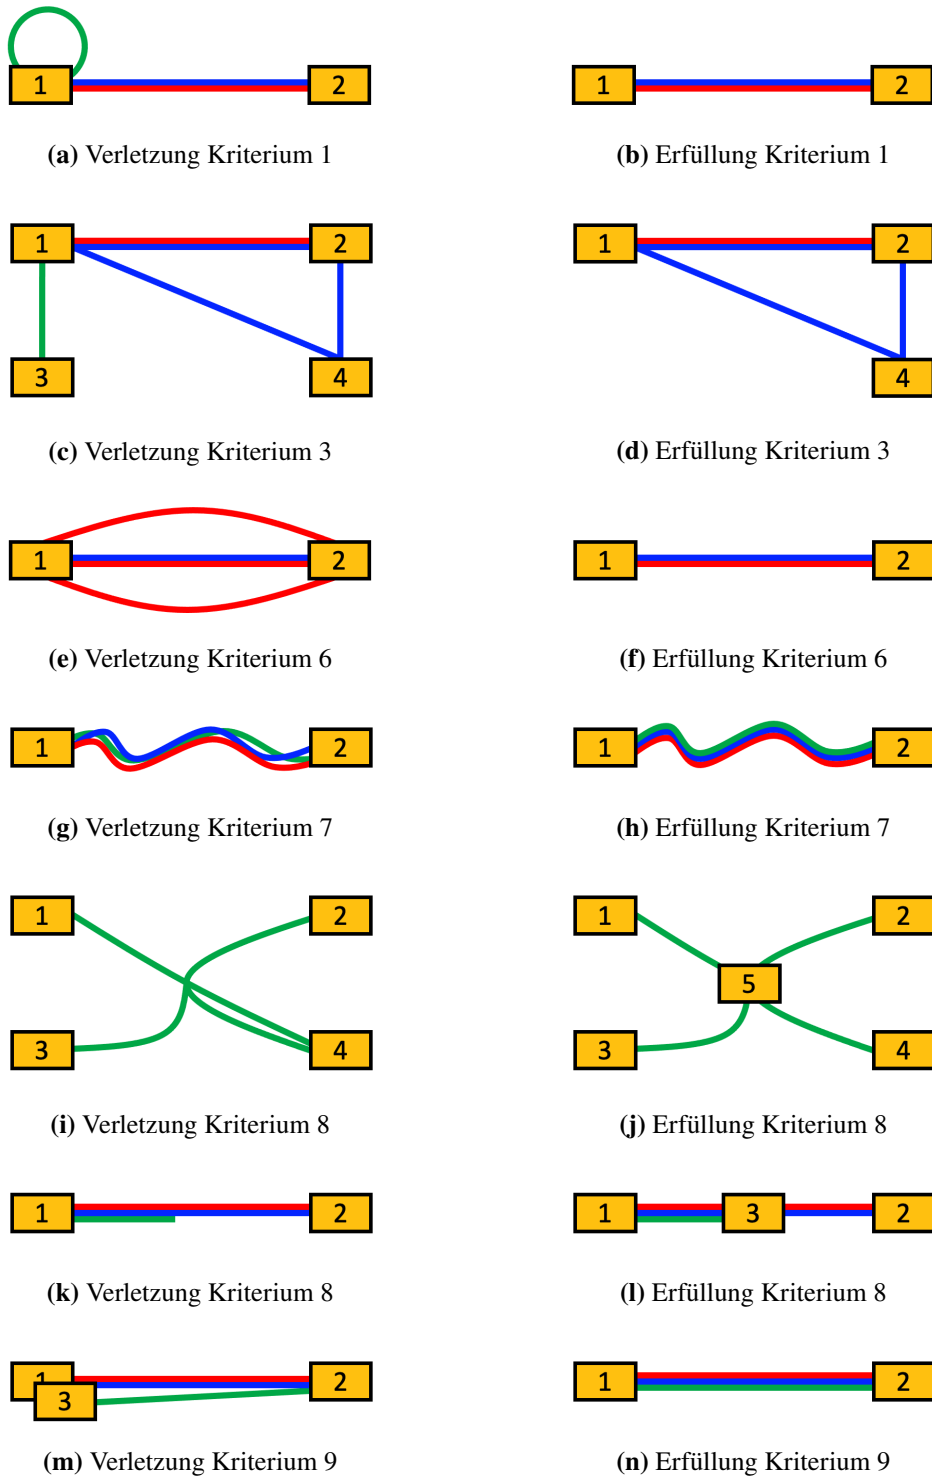 1 2 1 2
(a) Verletzung Kriterium 1 (b) Erfüllung Kriterium 1
1 2 1 2
3 4 4
(c) Verletzung Kriterium 3 (d) Erfüllung Kriterium 3
1 2 1 2
(e) Verletzung Kriterium 6 (f) Erfüllung Kriterium 6
1 2 1 2
(g) Verletzung Kriterium 7 (h) Erfüllung Kriterium 7
1 2 1 2
5
3 4 3 4
(i) Verletzung Kriterium 8 (j) Erfüllung Kriterium 8
1 2 1 3 2
(k) Verletzung Kriterium 8 (l) Erfüllung Kriterium 8
1 2 1 2
3
(m) Verletzung Kriterium 9 (n) Erfüllung Kriterium 9